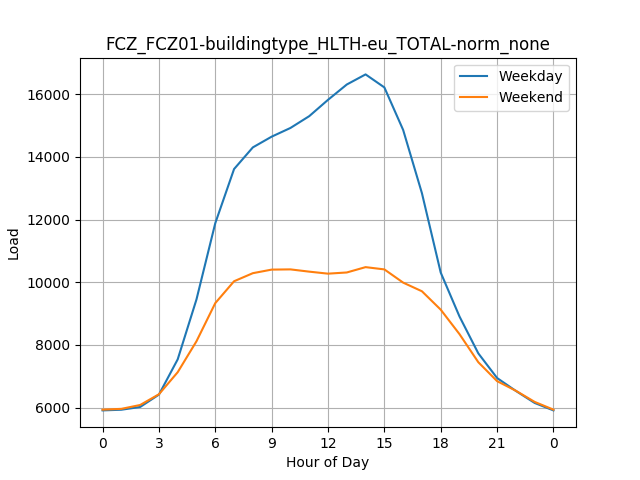 FCZ_FCZ01-buildingtype_HLTH-eu_TOTAL-norm_none
Weekday
Weekend
16000
14000
12000
10000
8000
6000
Load
0 3 6 9 12 15 18 21 0
Hour of Day